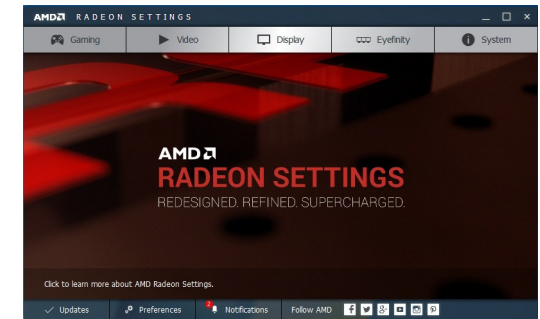 AMD RADEON SETTINGS
Gaming
Video
Display
Eyefinity
System
AMD
RADEON SETTINGS
REDESIGNED. REFINED. SUPERCHARGED.
Click to learn more about AMD Radeon Settings.
Updates
Preferences
2
Notifications
Follow AMD